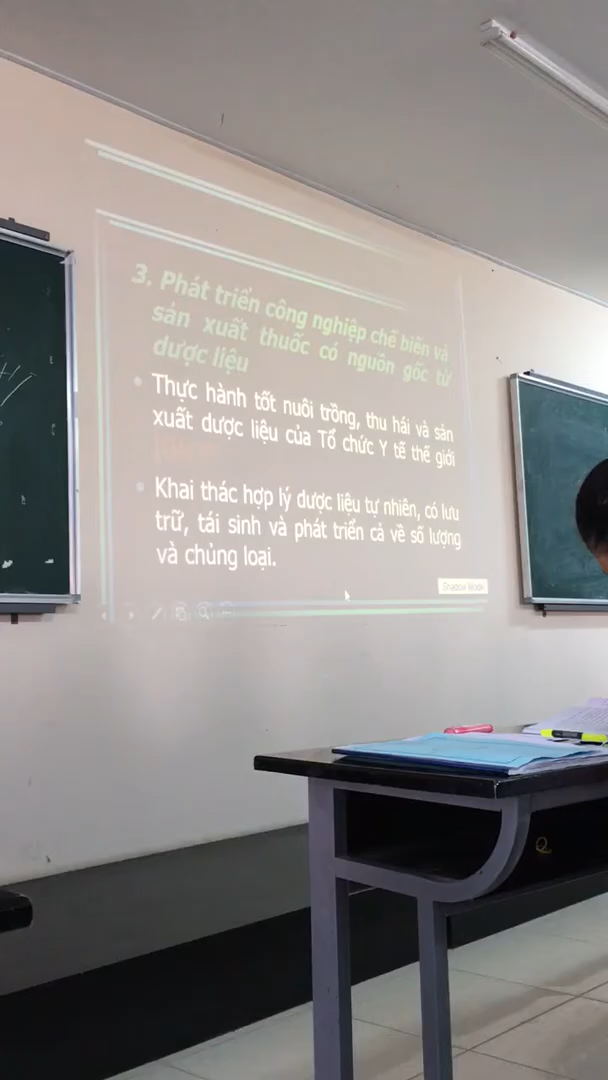 3. Phát triển công nghiệp chế biến và
sản xuất thuốc có nguồn gốc từ
dược liệu
Thực hành tốt nuôi trồng, thu hái và sản
xuất dược liệu của Tổ chức Y tế thế giới
Khai thác hợp lý dược liệu tự nhiên, có lưu
trữ, tái sinh và phát triển cả về số lượng
và chủng loại.
Shadow Mode